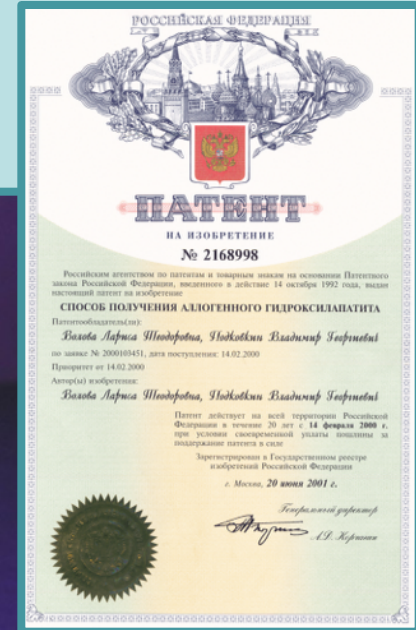 РОССИЙСКАЯ ФЕДЕРАЦИЯ
ПАТЕНТ
НА ИЗОБРЕТЕНИЕ
№ 2168998
Российским агентством по патентам и товарным знакам на основании Патентного
закона Российской Федерации, введенного в действие 14 октября 1992 года, выдан
настоящий патент на изобретение
СПОСОБ ПОЛУЧЕНИЯ АЛЛОГЕННОГО ГИДРОКСИЛАПАТИТА
Патентообладатель(ли):
Волова Лариса Теодоровна, Подковкин Владимир Георгиевич
по заявке № 2000103451, дата поступления: 14.02.2000
Приоритет от 14.02.2000
Автор(ы) изобретения:
Волова Лариса Теодоровна, Подковкин Владимир Георгиевич
Патент действует на всей территории Российской
Федерации в течение 20 лет с 14 февраля 2000 г.
при условии своевременной уплаты пошлины за
поддержание патента в силе
Зарегистрирован в Государственном реестре
изобретений Российской Федерации
г. Москва, 20 июня 2001 г.
Генеральный директор
А.Д. Корчагин